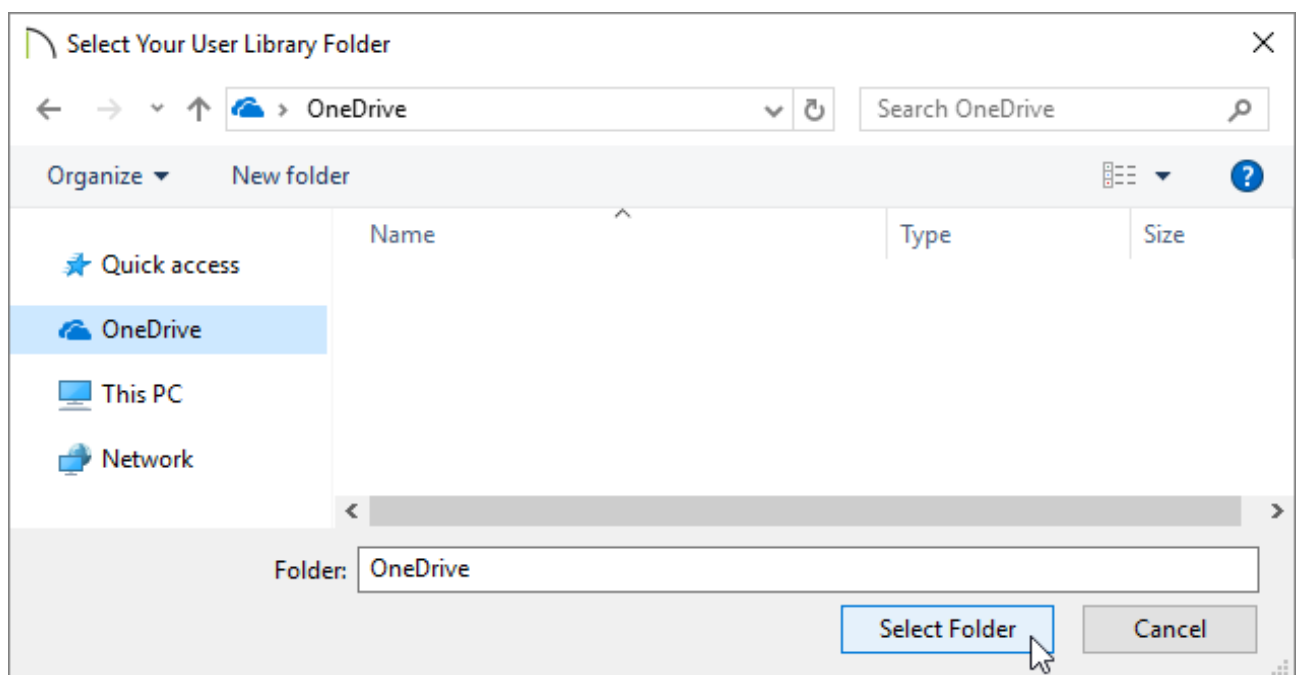 Select Your User Library Folder
OneDrive
Search OneDrive
Organize
New folder
?
Name
Type
Size
Quick access
OneDrive
This PC
Network
Folder: OneDrive
Select Folder
Cancel